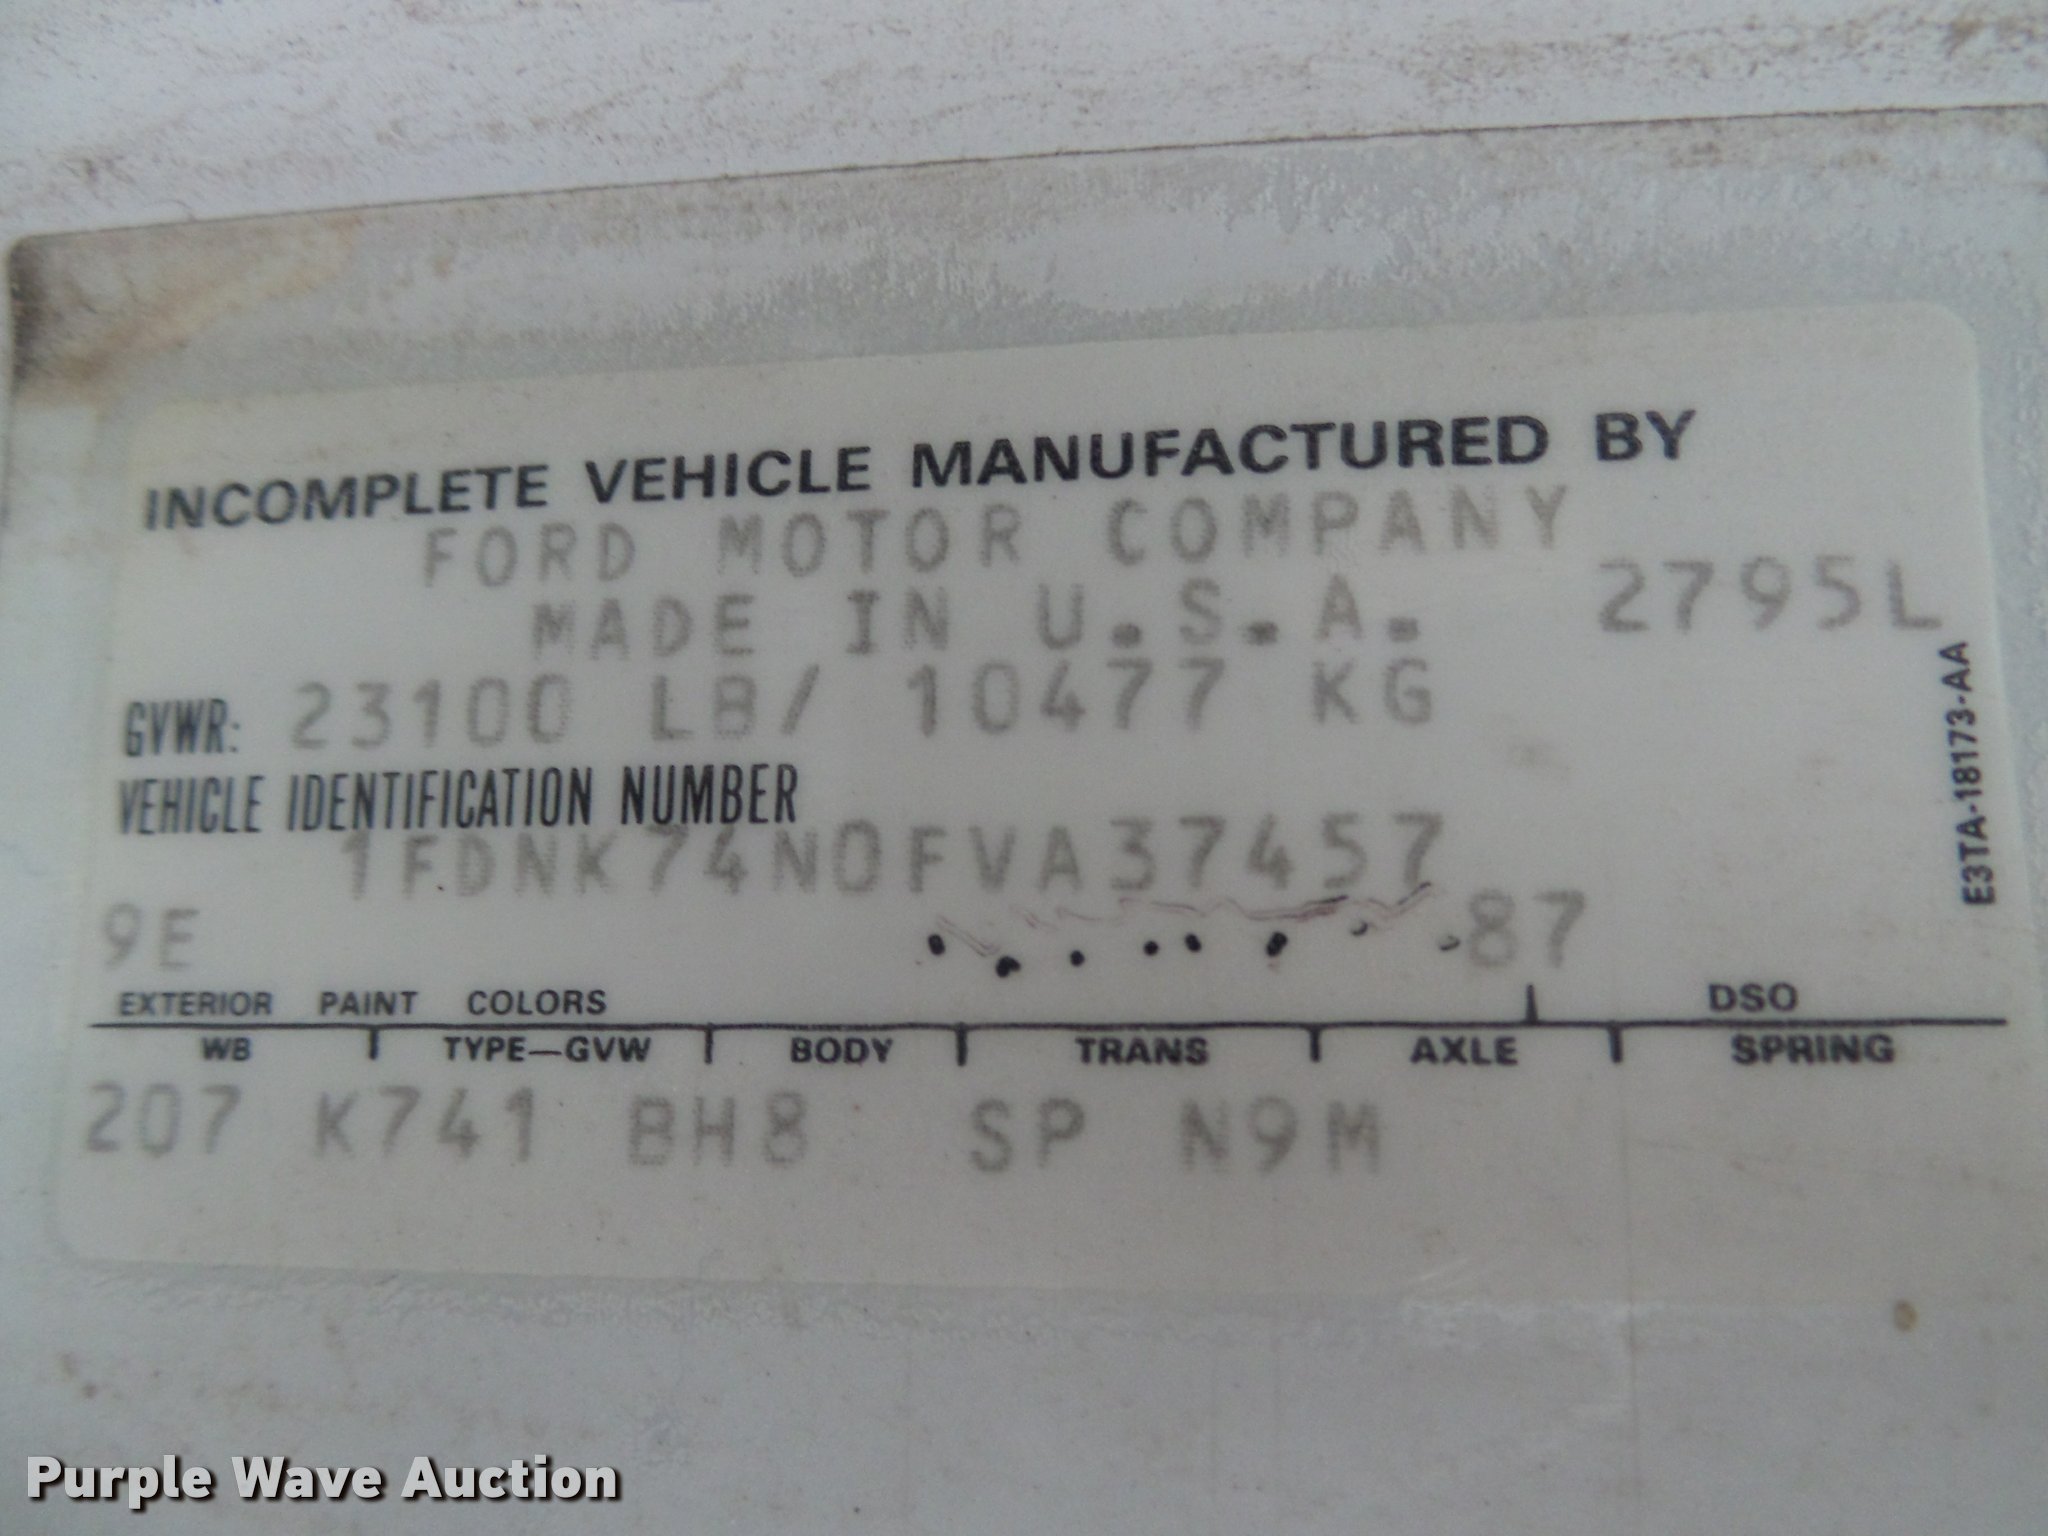 INCOMPLETE VEHICLE MANUFACTURED BY
FORD MOTOR COMPANY
MADE IN U.S.A. 2795L
GVWR: 23100 LB/ 10477 KG
VEHICLE IDENTIFICATION NUMBER
1FDNK74N0FVA37457
9E 87
E3TA-18173-AA
EXTERIOR PAINT COLORS DSO
WB TYPE—GVW BODY TRANS AXLE SPRING
207 K741 BH8 SP N9M
Purple Wave Auction